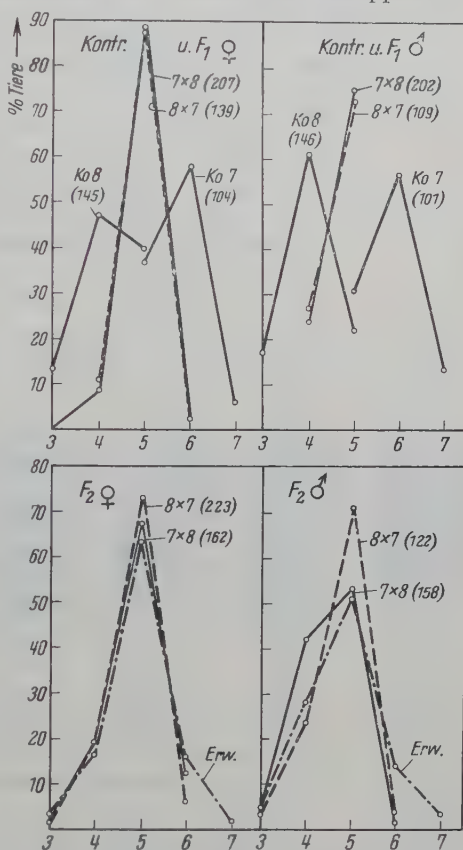 % Tiere →
90
80
70
60
50
40
30
20
10
Kontr. u. F₁ ♀
7×8 (207)
8×7 (139)
Ko 8
(145)
Ko 7
(104)
3 4 5 6 7
Kontr. u. F₁ ♂
7×8 (202)
8×7 (109)
Ko 8
(146)
Ko 7
(101)
3 4 5 6 7
80
70
60
50
40
30
20
10
F₂ ♀
8×7 (223)
7×8 (162)
Erw.
3 4 5 6 7
F₂ ♂
8×7 (122)
7×8 (158)
Erw.
3 4 5 6 7